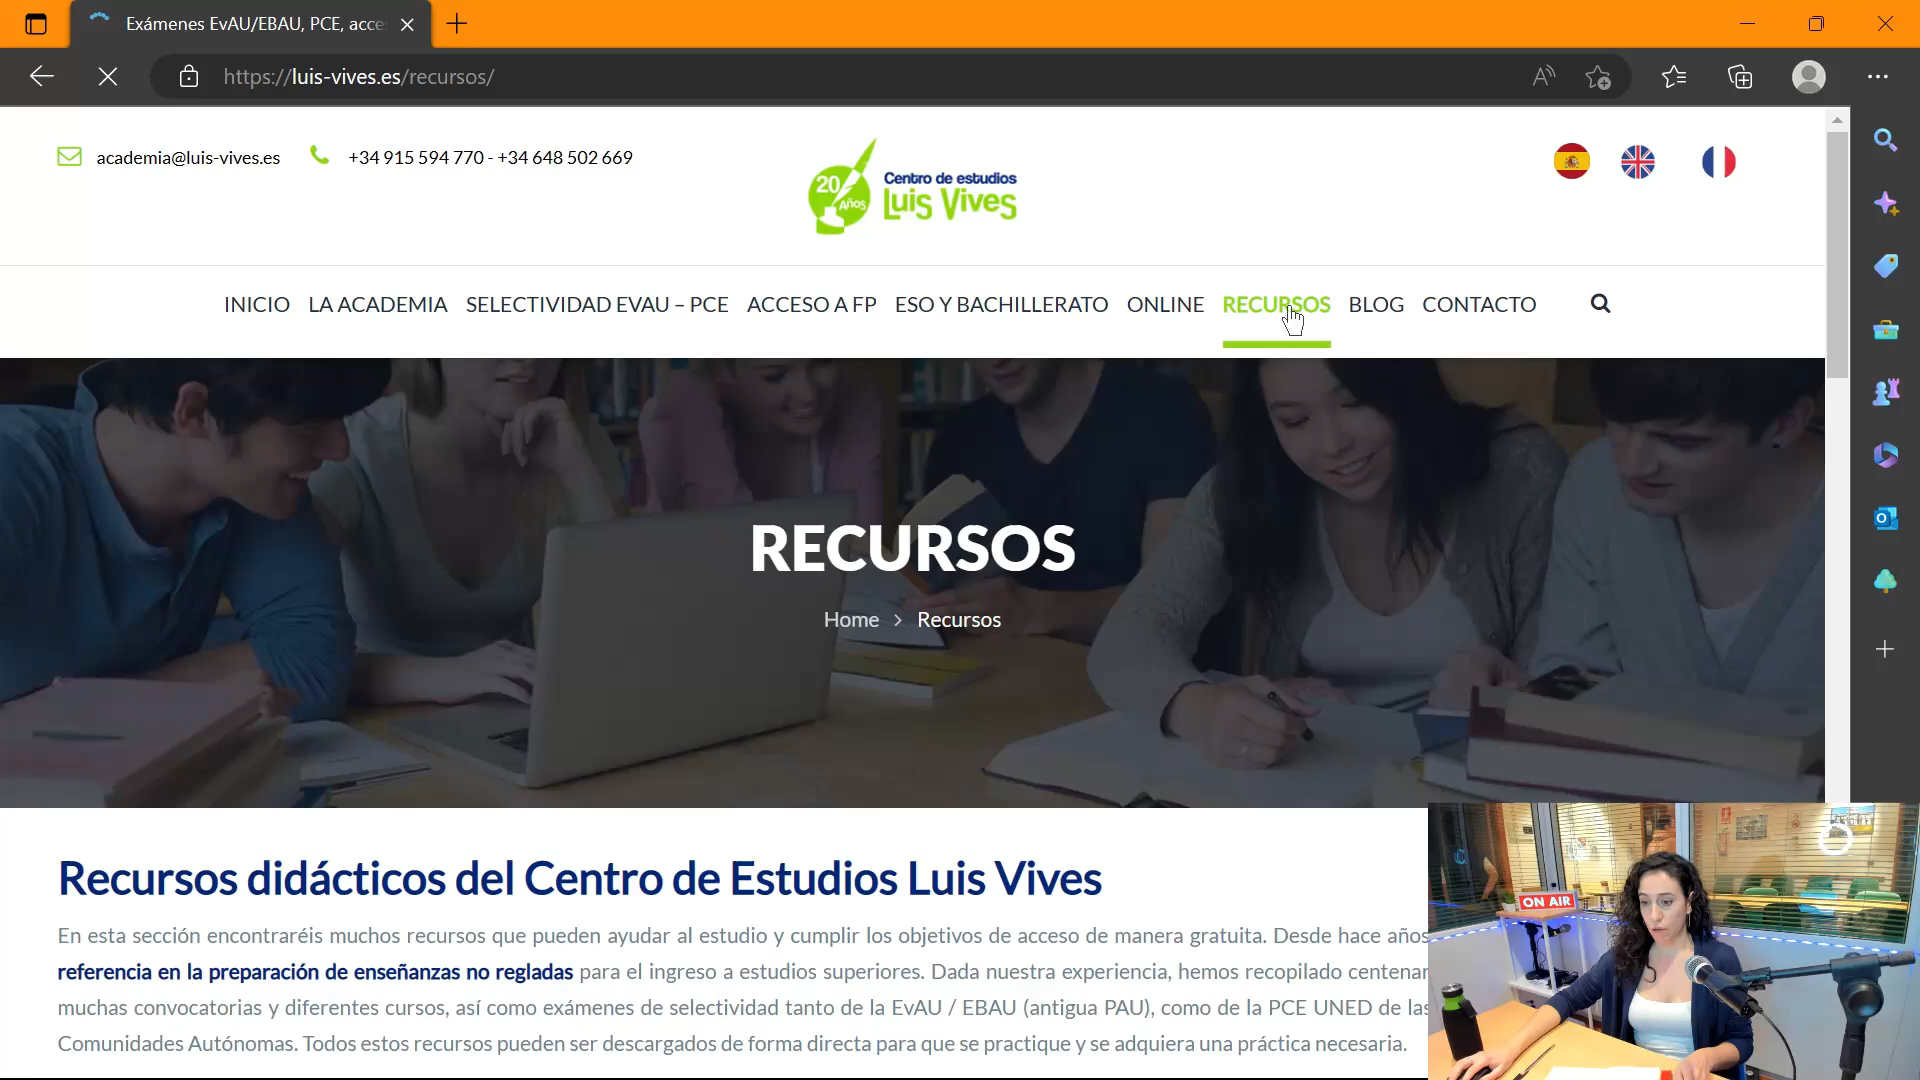 Exámenes EvAU/EBAU, PCE, acce
https://luis-vives.es/recursos/
academia@luis-vives.es +34 915 594 770 - +34 648 502 669
20 Años
Centro de estudios
Luis Vives
INICIO LA ACADEMIA SELECTIVIDAD EVAU – PCE ACCESO A FP ESO Y BACHILLERATO ONLINE RECURSOS BLOG CONTACTO
RECURSOS
Home > Recursos
Recursos didácticos del Centro de Estudios Luis Vives
En esta sección encontraréis muchos recursos que pueden ayudar al estudio y cumplir los objetivos de acceso de manera gratuita. Desde hace años
referencia en la preparación de enseñanzas no regladas para el ingreso a estudios superiores. Dada nuestra experiencia, hemos recopilado centenar
muchas convocatorias y diferentes cursos, así como exámenes de selectividad tanto de la EvAU / EBAU (antigua PAU), como de la PCE UNED de las
Comunidades Autónomas. Todos estos recursos pueden ser descargados de forma directa para que se practique y se adquiera una práctica necesaria.
ON AIR